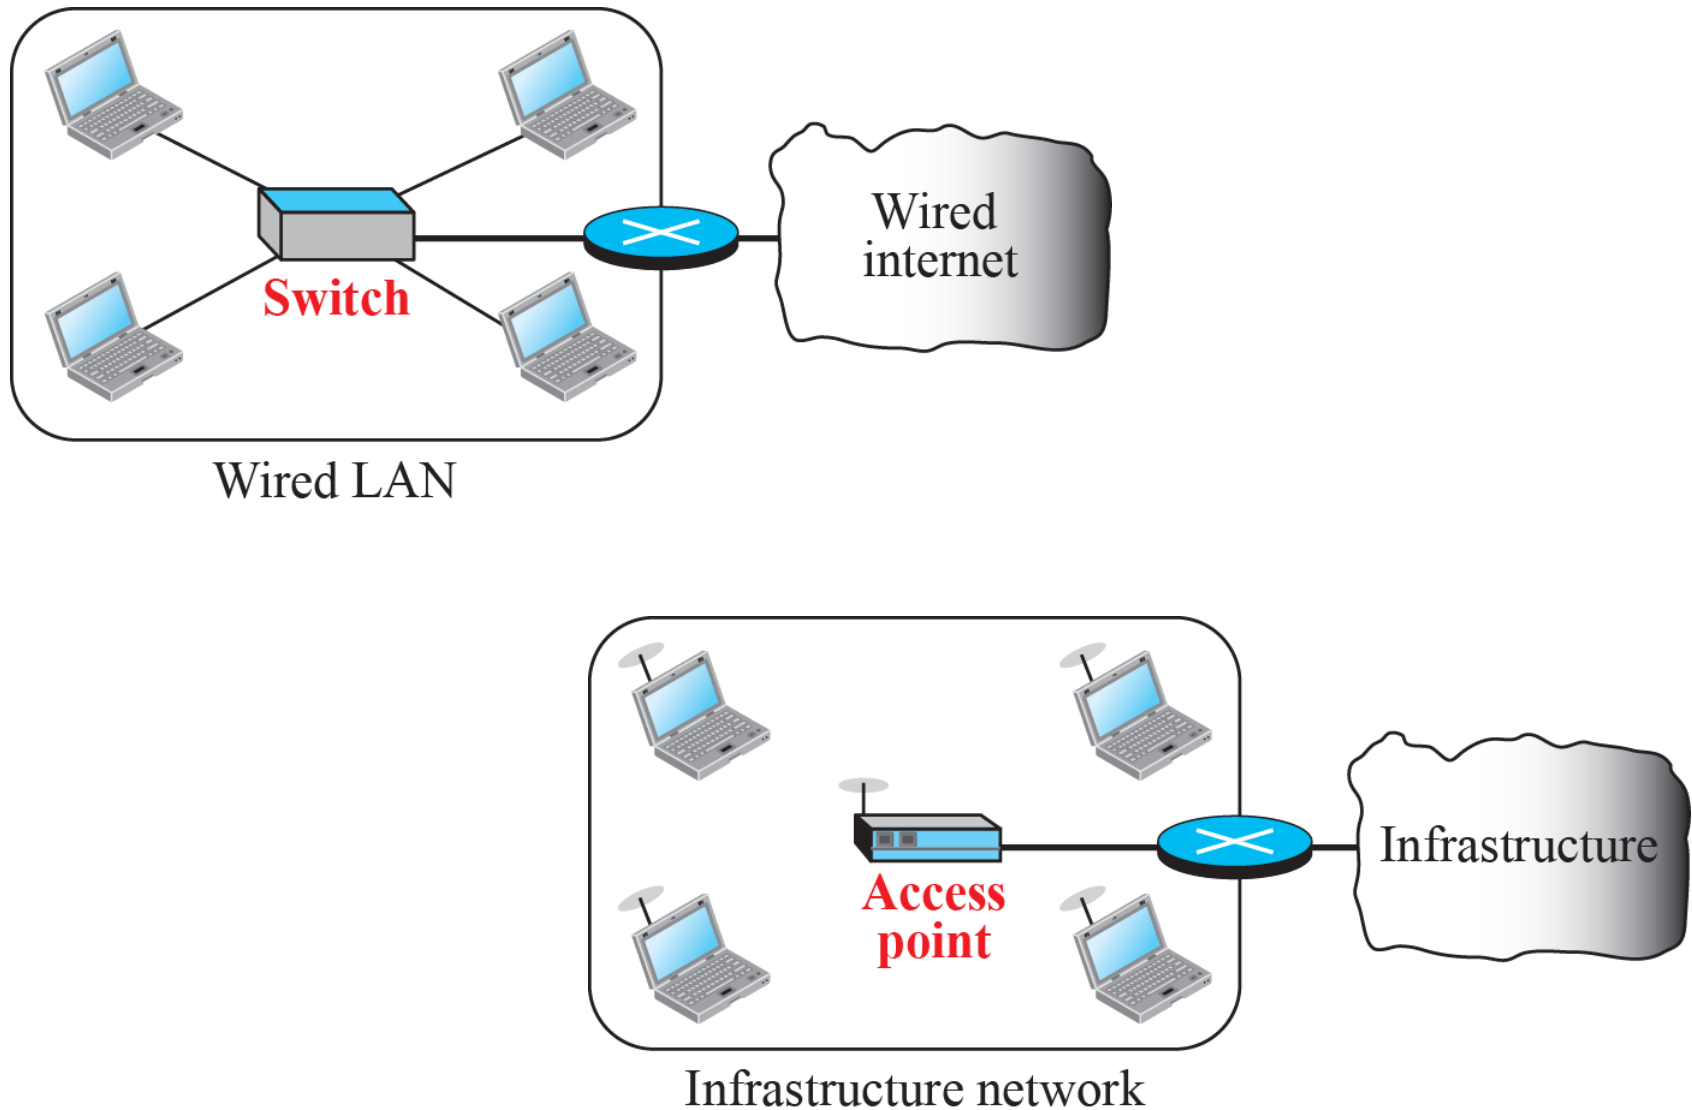 Wired
internet
Switch
Wired LAN
Infrastructure
Access
point
Infrastructure network